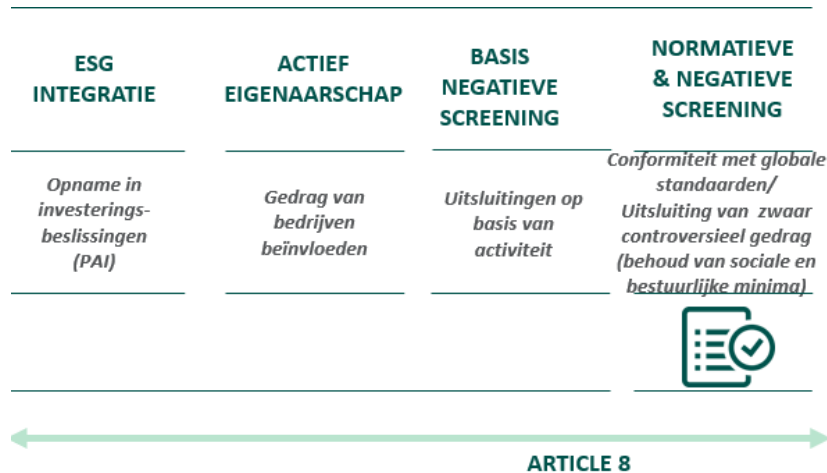 ESG
INTEGRATIE
ACTIEF
EIGENAARSCHAP
BASIS
NEGATIEVE
SCREENING
NORMATIEVE
& NEGATIEVE
SCREENING
Opname in
investerings-
beslissingen
(PAI)
Gedrag van
bedrijven
beïnvloeden
Uitsluitingen op
basis van
activiteit
Conformiteit met globale
standaarden/
Uitsluiting van zwaar
controversieel gedrag
(behoud van sociale en
bestuurlijke minima)
ARTICLE 8